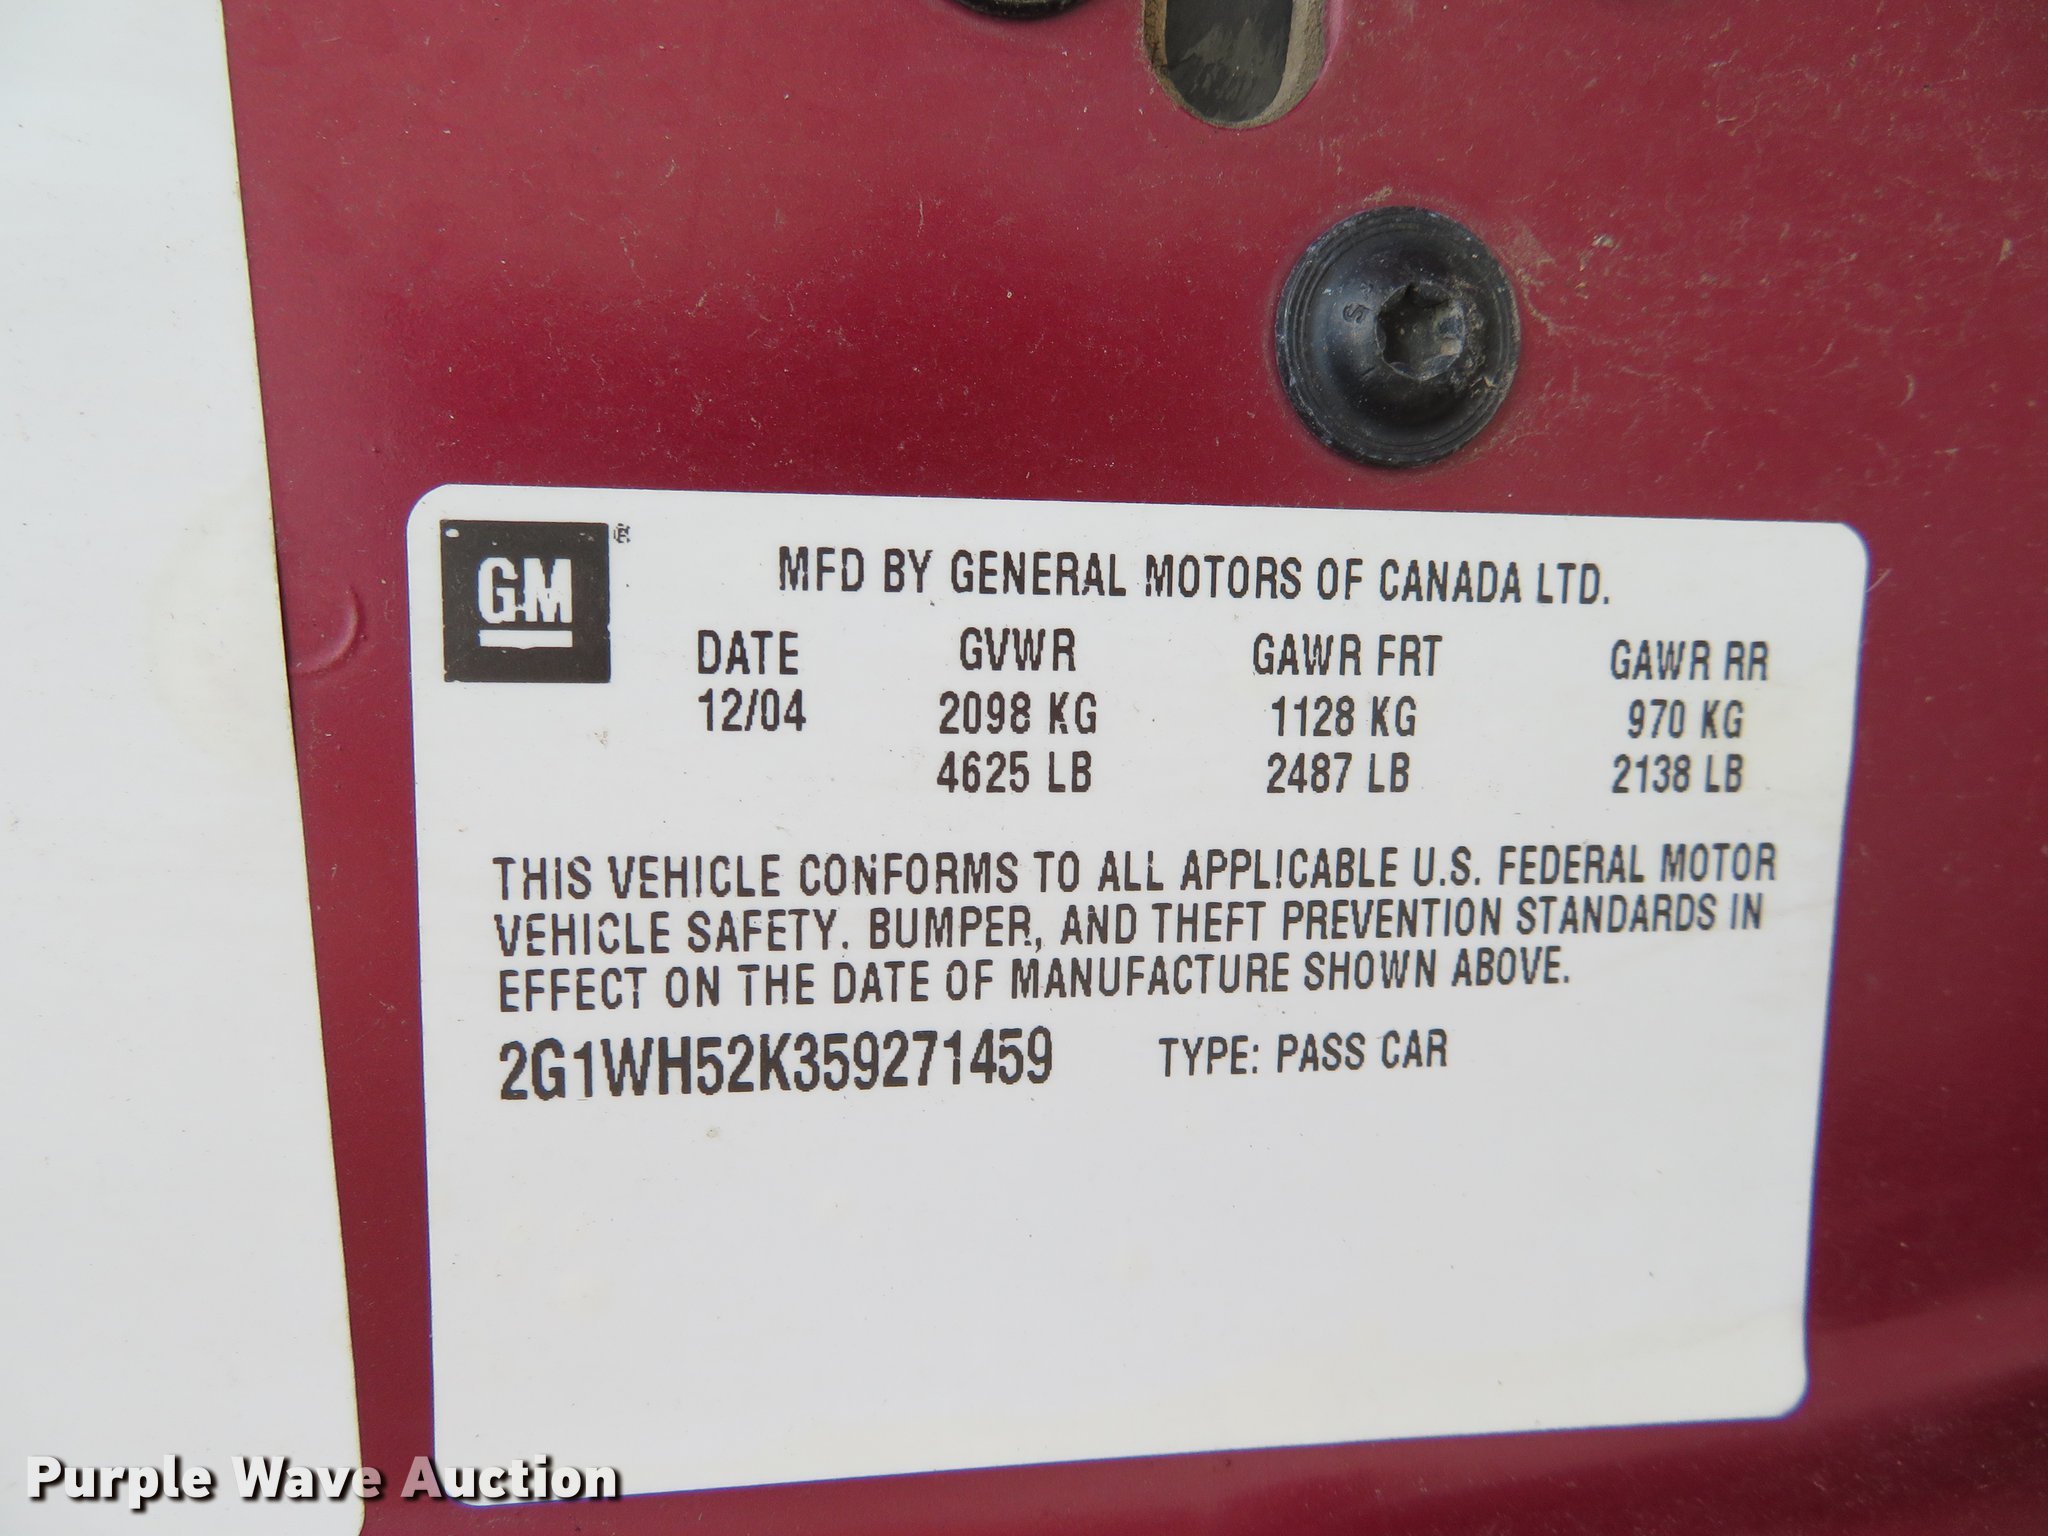 GM ®
MFD BY GENERAL MOTORS OF CANADA LTD.
DATE GVWR GAWR FRT GAWR RR
12/04 2098 KG 1128 KG 970 KG
4625 LB 2487 LB 2138 LB
THIS VEHICLE CONFORMS TO ALL APPLICABLE U.S. FEDERAL MOTOR
VEHICLE SAFETY, BUMPER, AND THEFT PREVENTION STANDARDS IN
EFFECT ON THE DATE OF MANUFACTURE SHOWN ABOVE.
2G1WH52K359271459 TYPE: PASS CAR
Purple Wave Auction